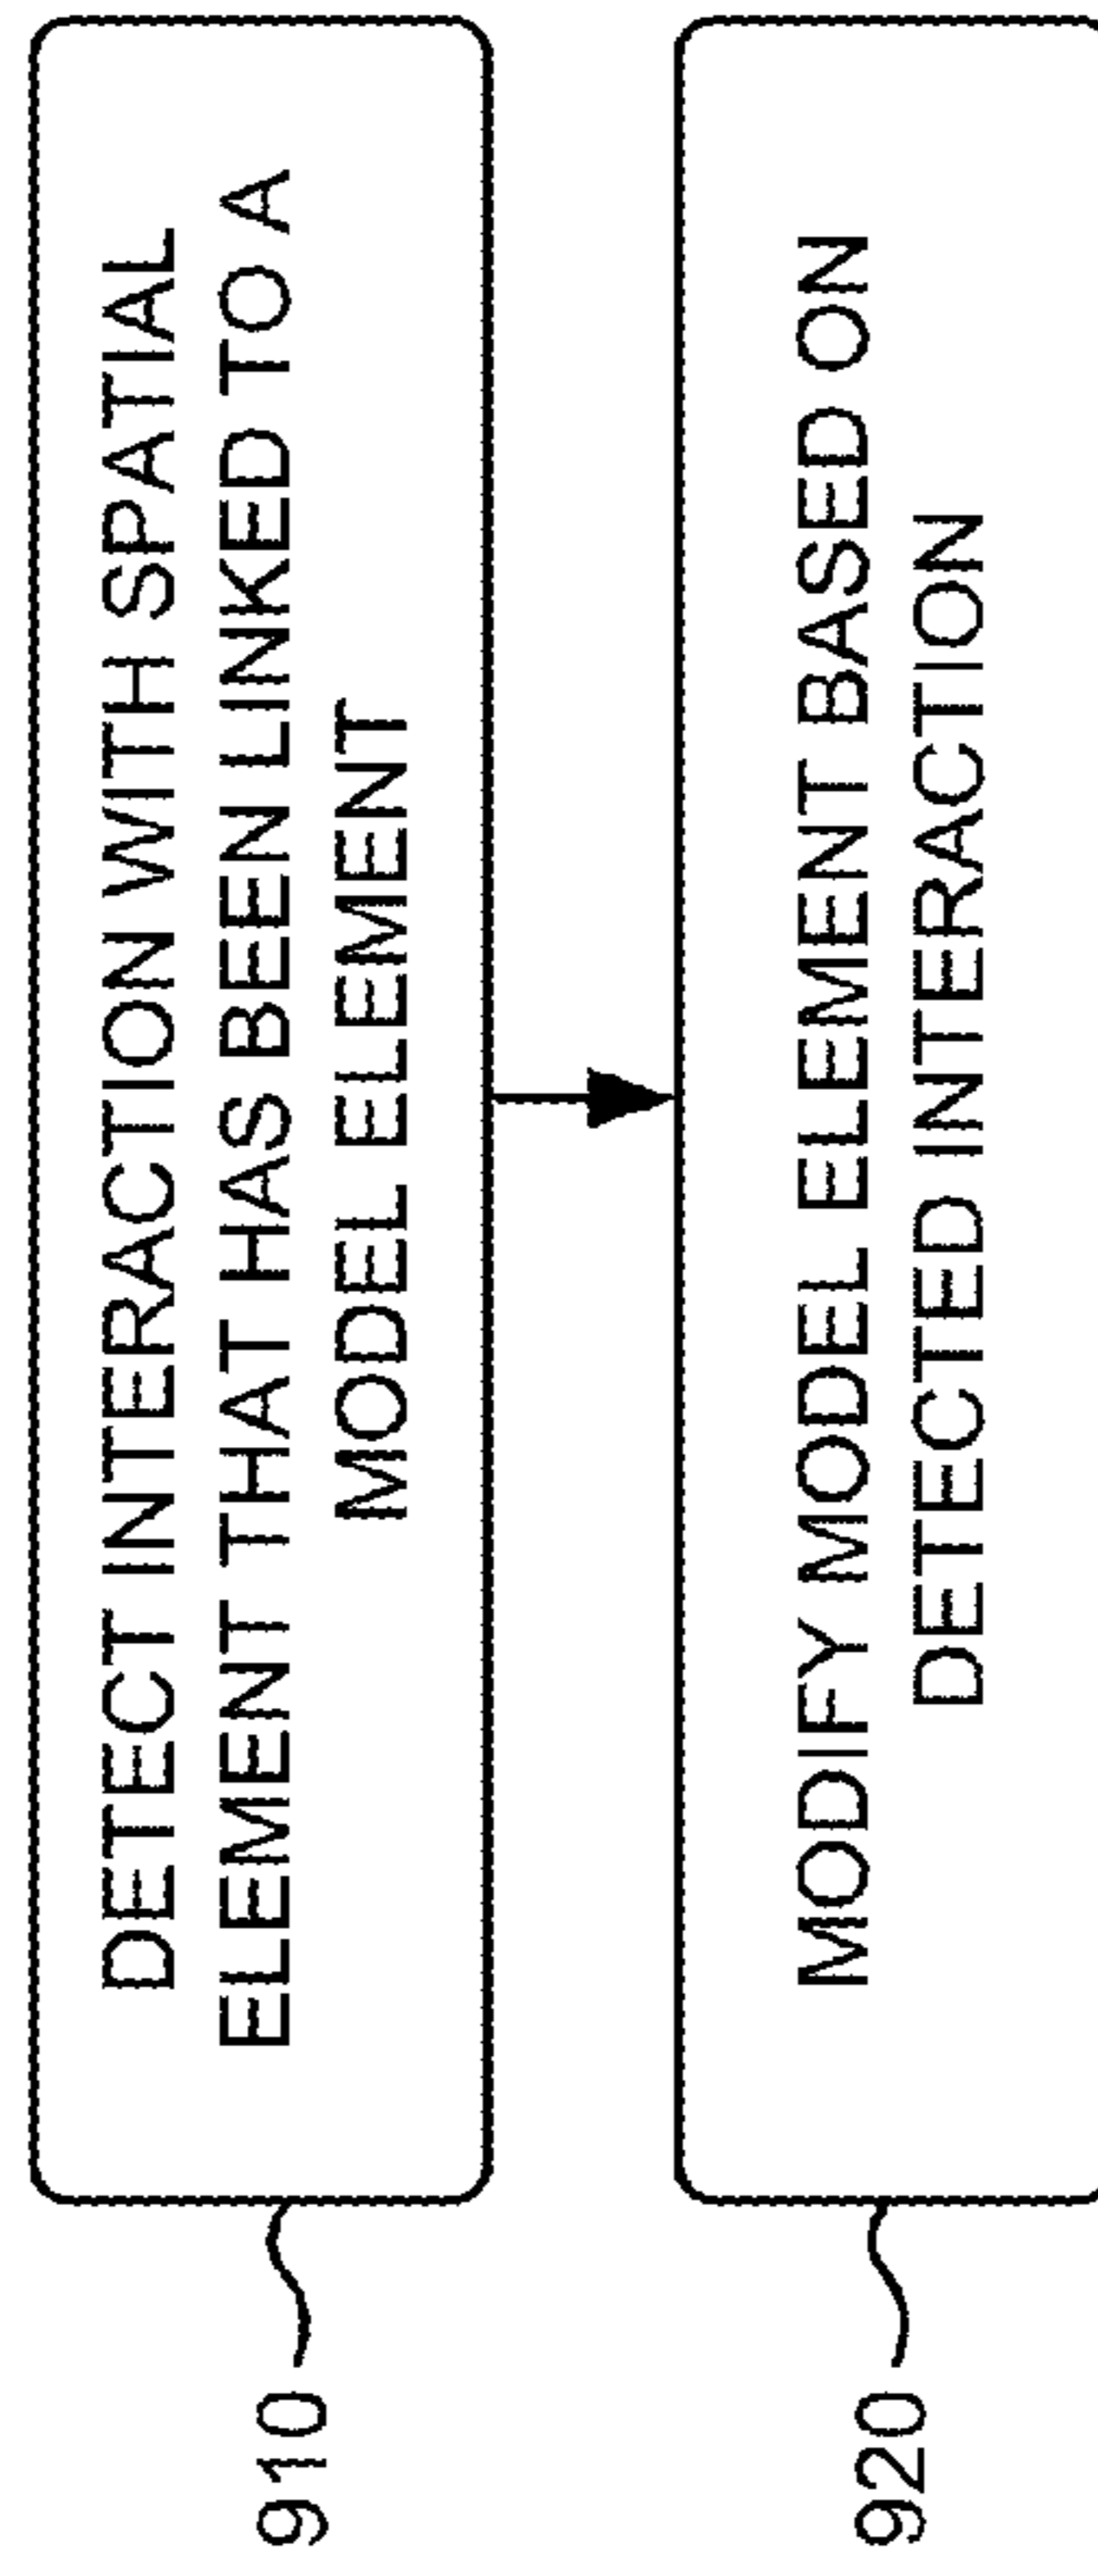 DETECT INTERACTION WITH SPATIAL
ELEMENT THAT HAS BEEN LINKED TO A
MODEL ELEMENT
910
MODIFY MODEL ELEMENT BASED ON
DETECTED INTERACTION
920